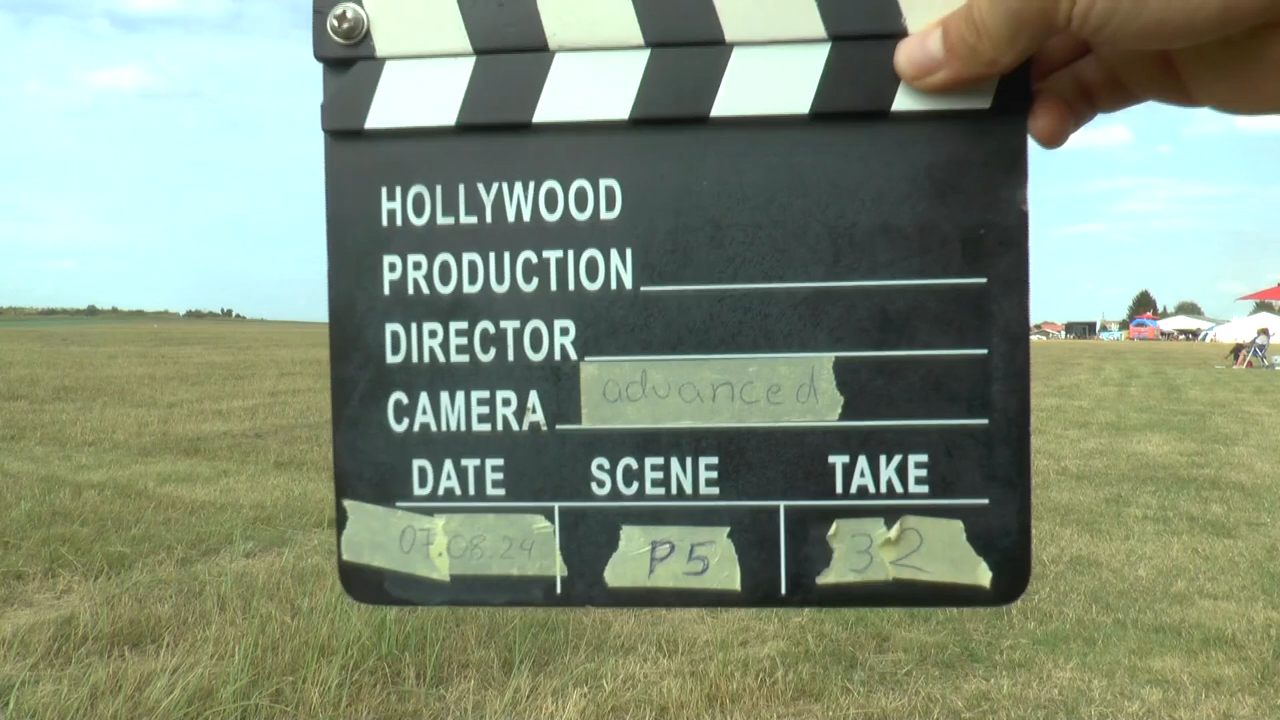 HOLLYWOOD
PRODUCTION
DIRECTOR
CAMERA advanced
DATE SCENE TAKE
07.08.24 P5 32